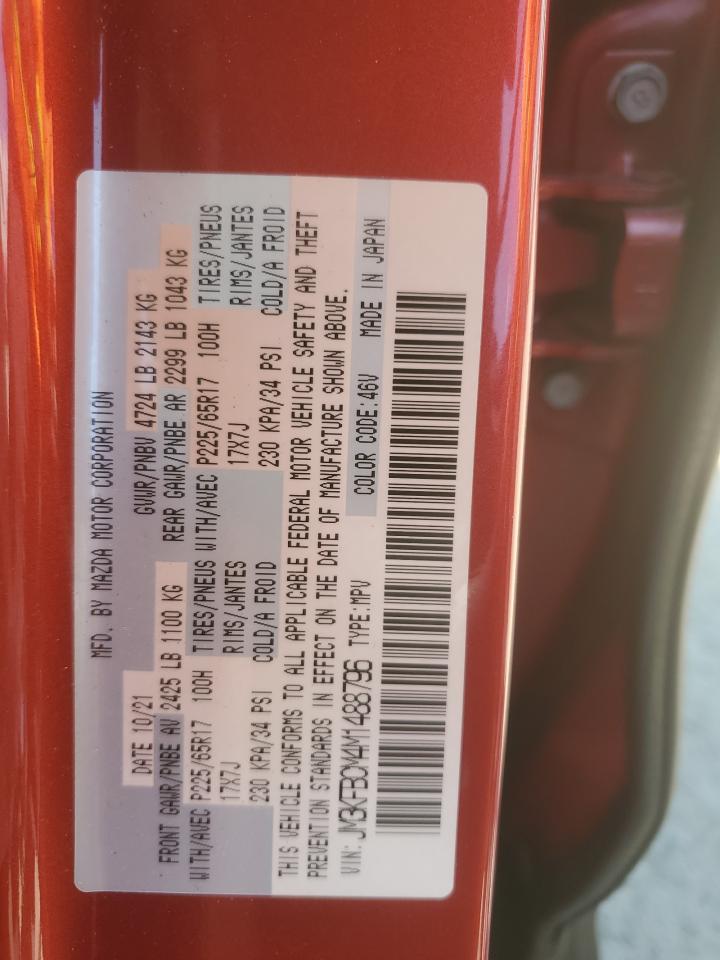 MFD. BY MAZDA MOTOR CORPORATION
DATE 10/21 GVWR/PNBV 4724 LB 2143 KG
FRONT GAWR/PNBE AV 2425 LB 1100 KG REAR GAWR/PNBE AR 2299 LB 1043 KG
WITH/AVEC P225/65R17 100H TIRES/PNEUS WITH/AVEC P225/65R17 100H TIRES/PNEUS
17X7J RIMS/JANTES 17X7J RIMS/JANTES
230 KPA/34 PSI COLD/A FROID 230 KPA/34 PSI COLD/A FROID
THIS VEHICLE CONFORMS TO ALL APPLICABLE FEDERAL MOTOR VEHICLE SAFETY AND THEFT
PREVENTION STANDARDS IN EFFECT ON THE DATE OF MANUFACTURE SHOWN ABOVE.
VIN: JM3KFBCM4M1488796 TYPE:MPV COLOR CODE:46V MADE IN JAPAN